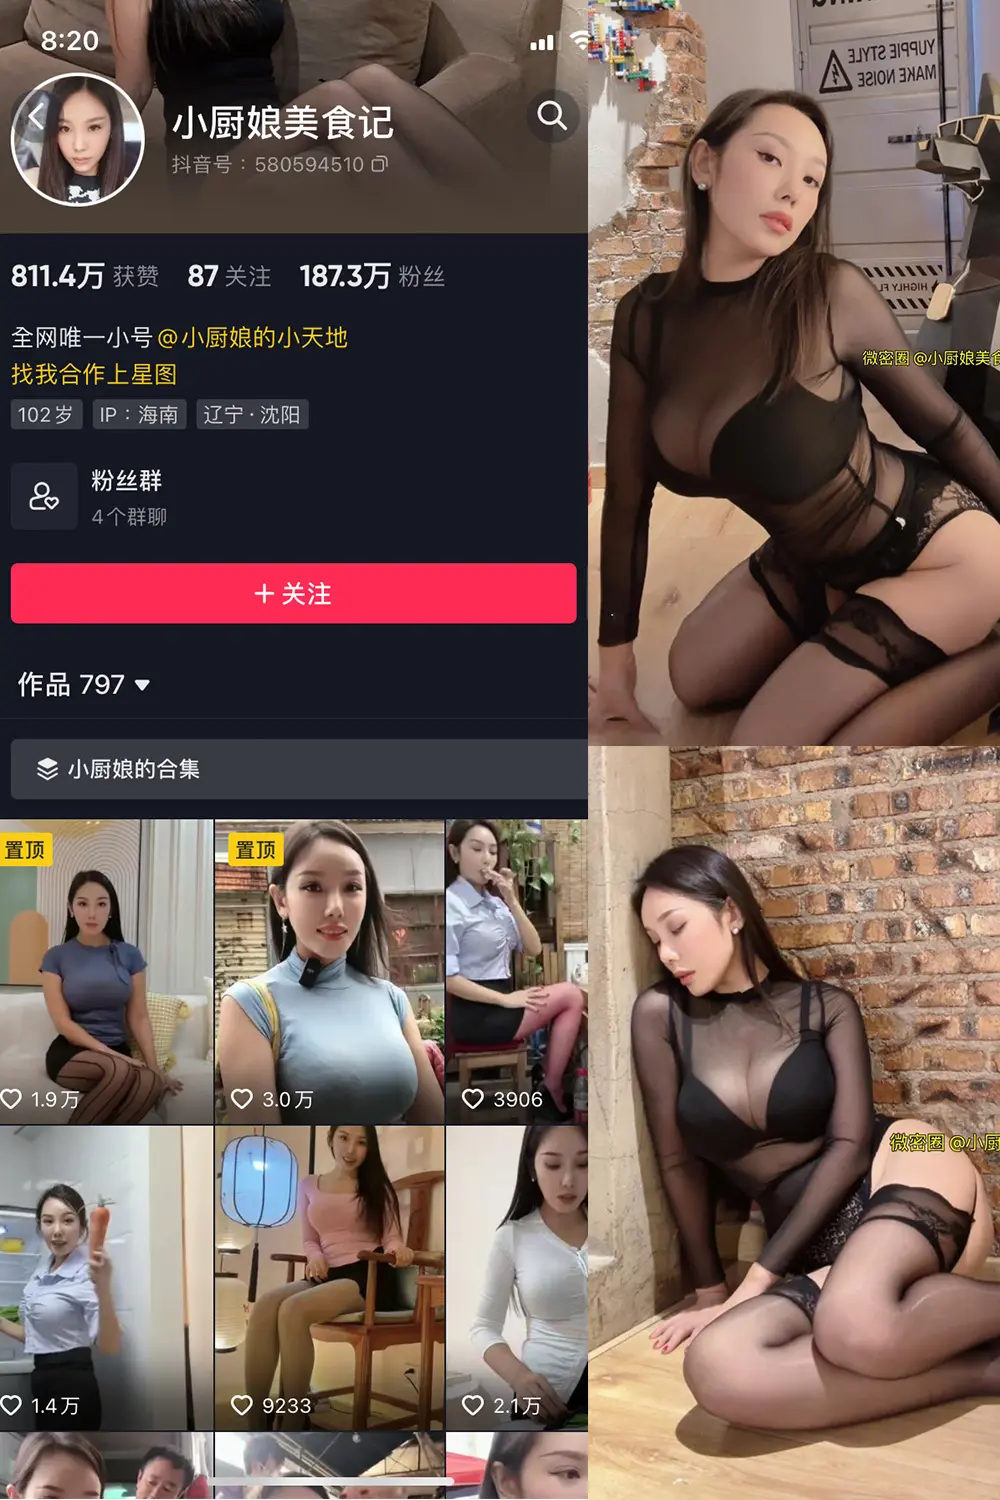 8:20
小厨娘美食记
抖音号：580594510
811.4万 获赞 87 关注 187.3万 粉丝
全网唯一小号@小厨娘的小天地
找我合作上星图
102岁 IP：海南 辽宁·沈阳
粉丝群
4个群聊
+ 关注
作品 797
小厨娘的合集
置顶
置顶
1.9万
3.0万
3906
1.4万
9233
2.1万
YUPPIE STYLE
MAKE NOISE
微密圈 @小厨娘美食
微密圈 @小厨